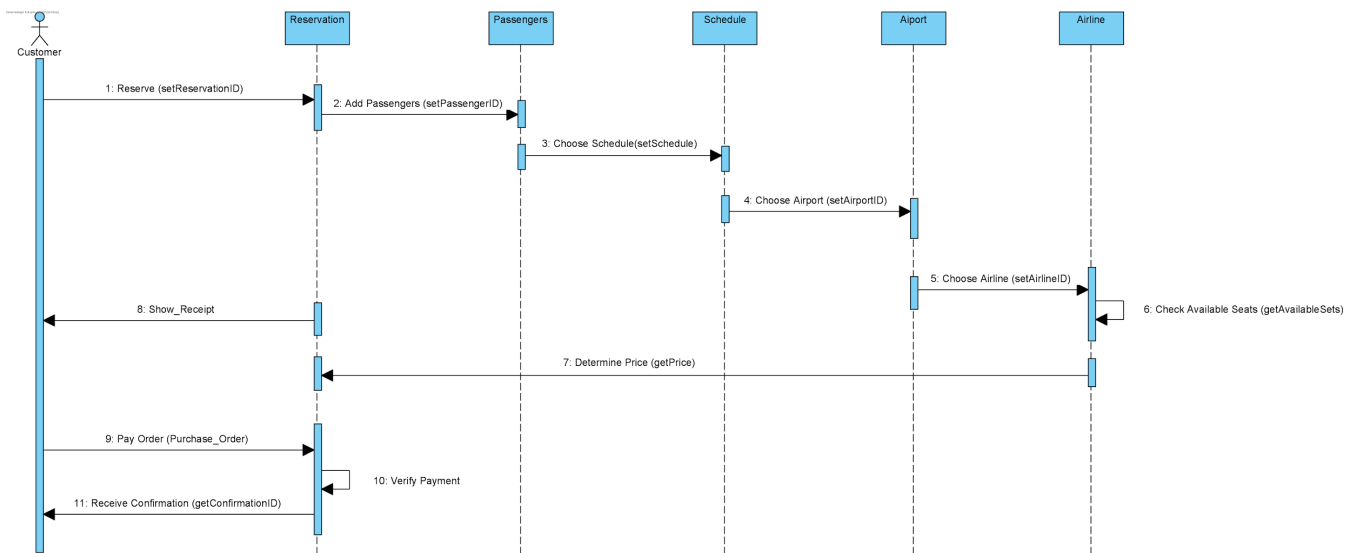 Reservation
Passengers
Schedule
Aiport
Airline
Customer
1: Reserve (setReservationID)
2: Add Passengers (setPassengerID)
3: Choose Schedule(setSchedule)
4: Choose Airport (setAirportID)
5: Choose Airline (setAirlineID)
6: Check Available Seats (getAvailableSets)
8: Show_Receipt
7: Determine Price (getPrice)
9: Pay Order (Purchase_Order)
10: Verify Payment
11: Receive Confirmation (getConfirmationID)